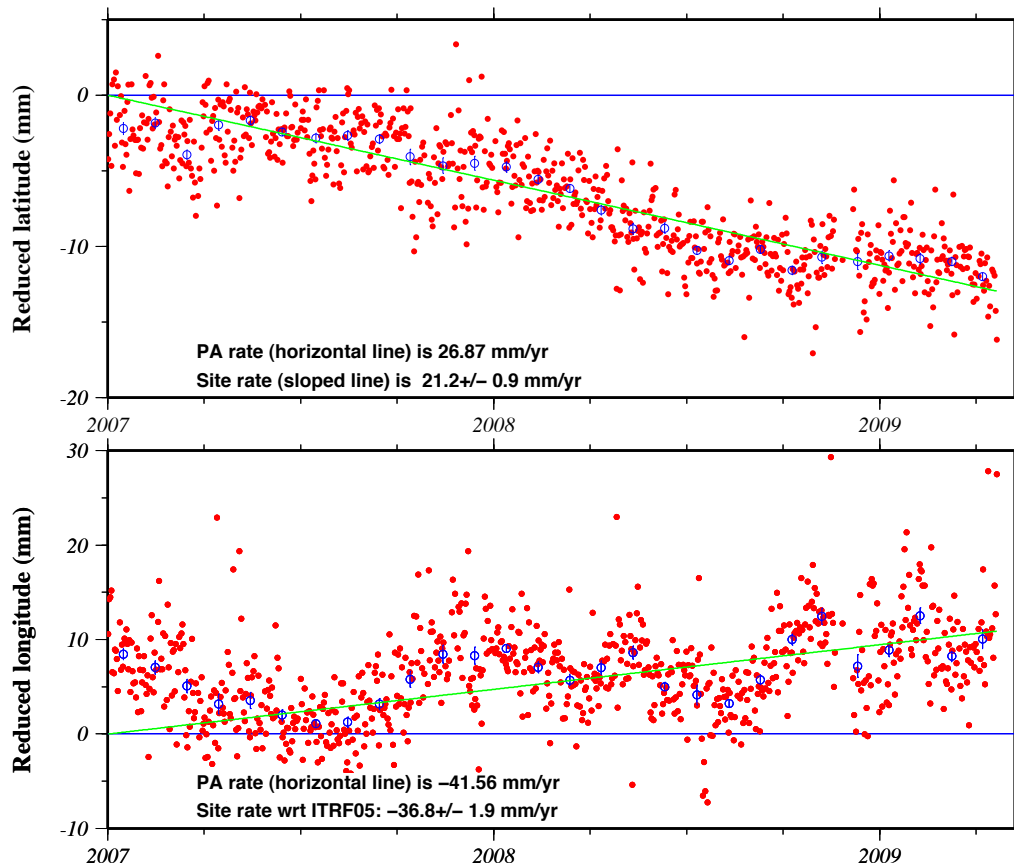 Reduced latitude (mm)
0
−10
−20
PA rate (horizontal line) is 26.87 mm/yr
Site rate (sloped line) is  21.2+/− 0.9 mm/yr
2007
2008
2009
Reduced longitude (mm)
30
20
10
0
−10
PA rate (horizontal line) is −41.56 mm/yr
Site rate wrt ITRF05: −36.8+/− 1.9 mm/yr
2007
2008
2009